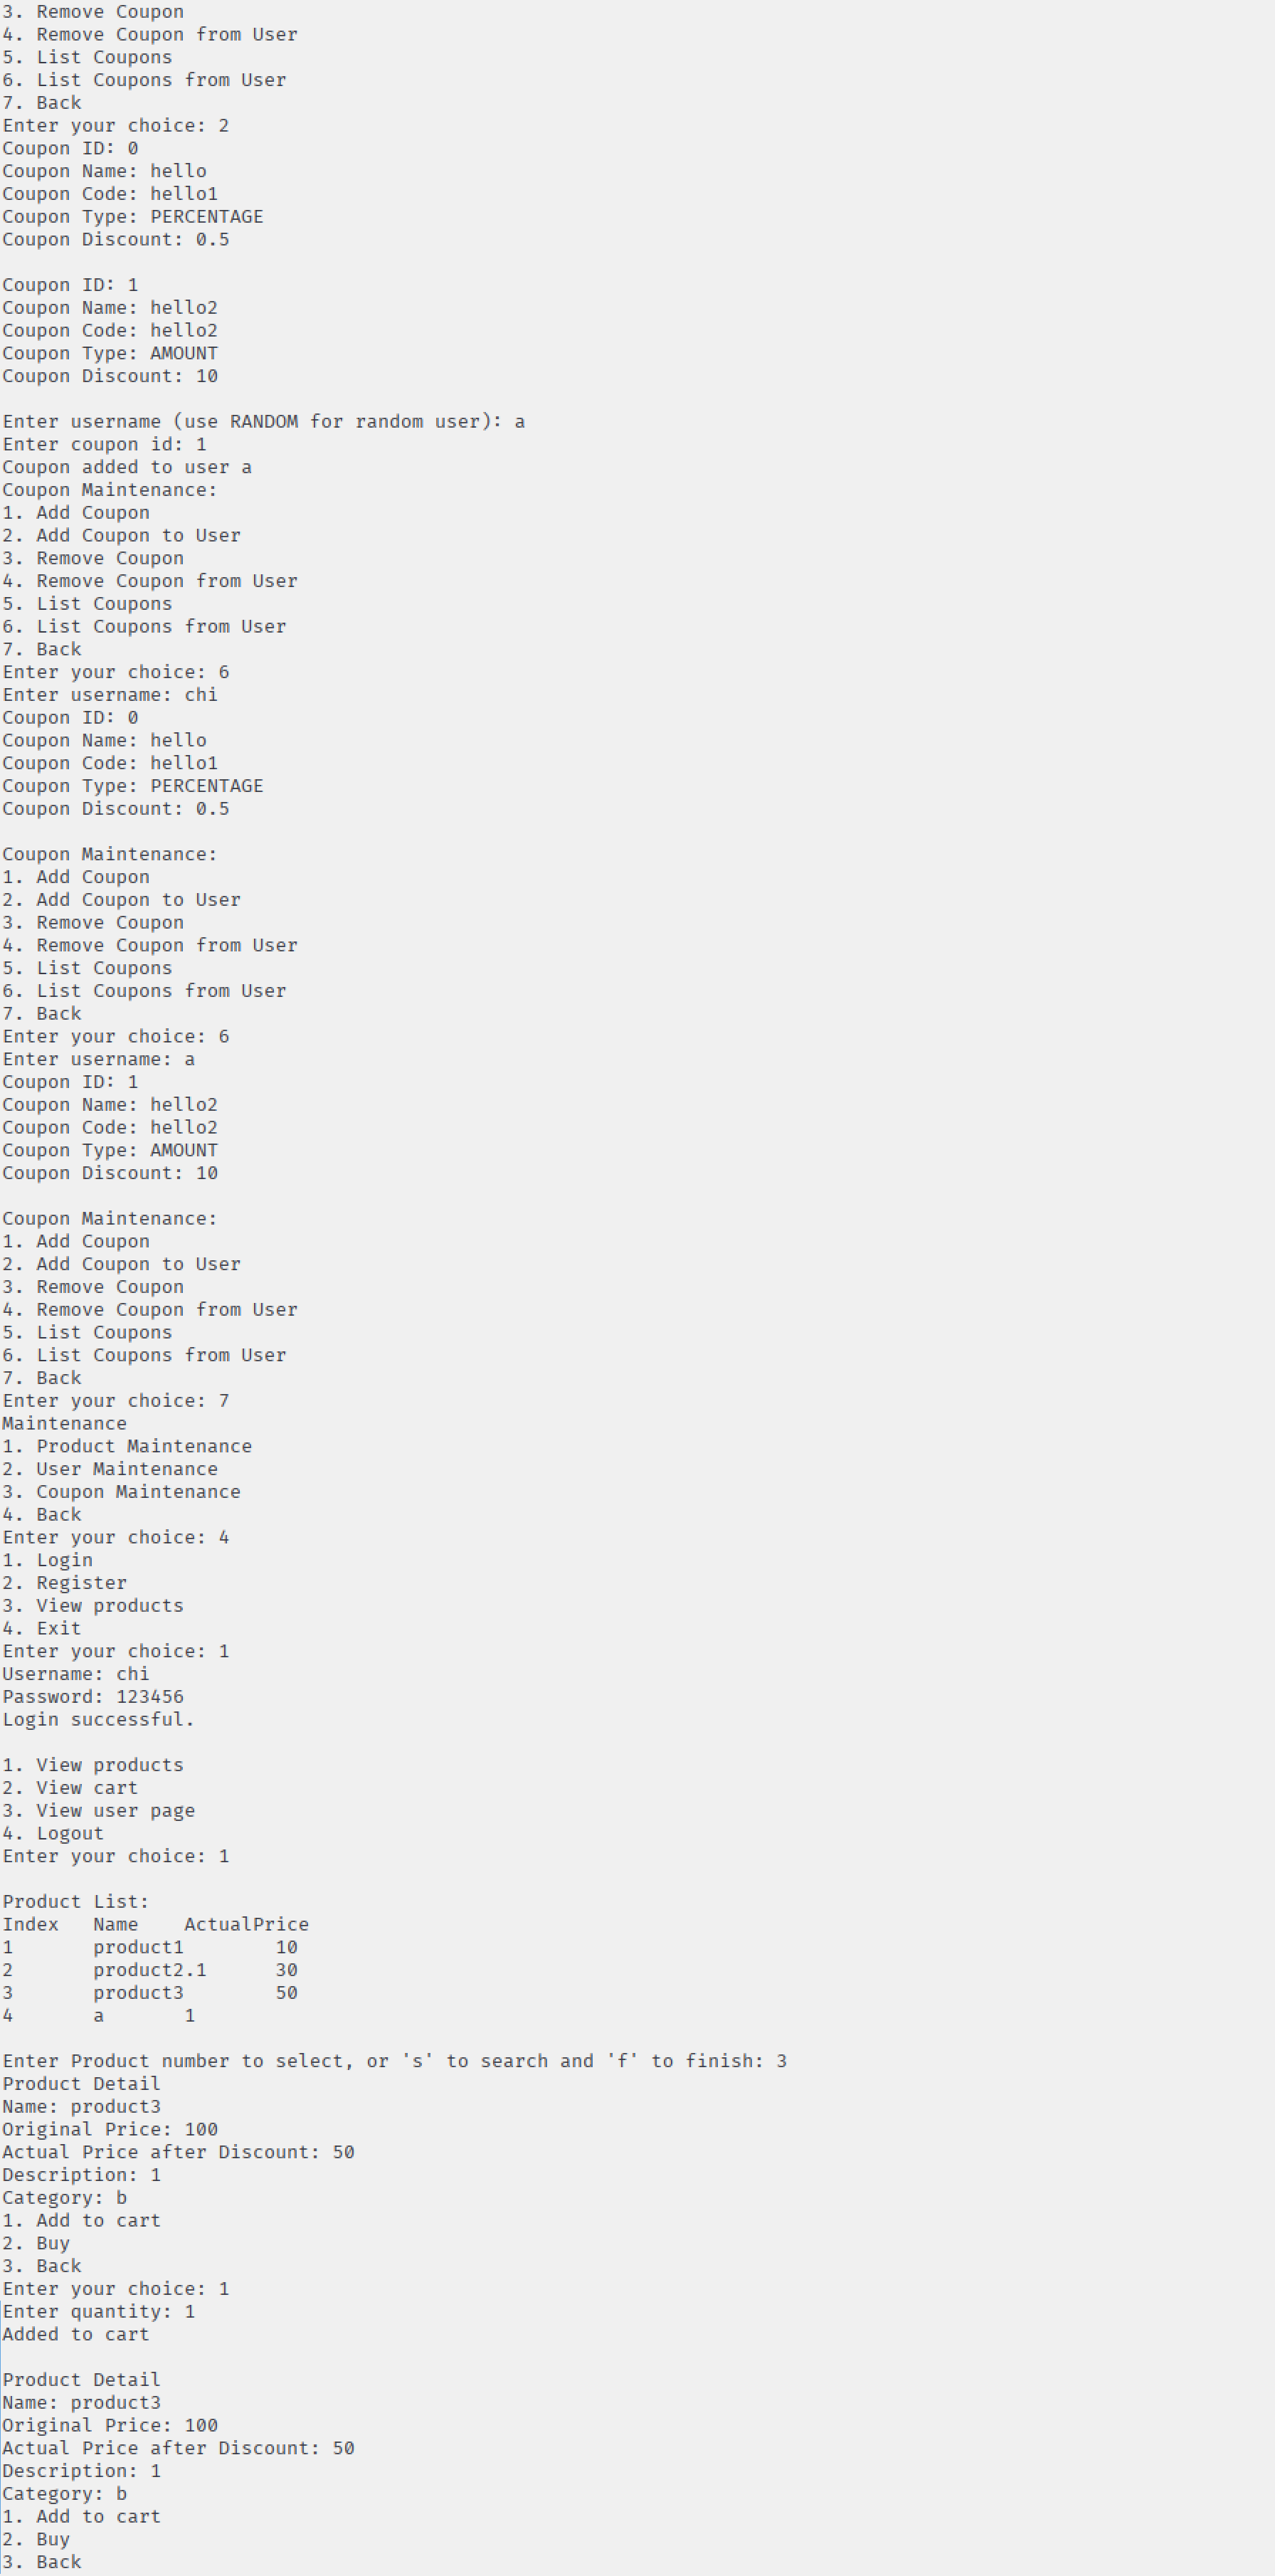 3. Remove Coupon
4. Remove Coupon from User
5. List Coupons
6. List Coupons from User
7. Back
Enter your choice: 2
Coupon ID: 0
Coupon Name: hello
Coupon Code: hello1
Coupon Type: PERCENTAGE
Coupon Discount: 0.5

Coupon ID: 1
Coupon Name: hello2
Coupon Code: hello2
Coupon Type: AMOUNT
Coupon Discount: 10

Enter username (use RANDOM for random user): a
Enter coupon id: 1
Coupon added to user a
Coupon Maintenance:
1. Add Coupon
2. Add Coupon to User
3. Remove Coupon
4. Remove Coupon from User
5. List Coupons
6. List Coupons from User
7. Back
Enter your choice: 6
Enter username: chi
Coupon ID: 0
Coupon Name: hello
Coupon Code: hello1
Coupon Type: PERCENTAGE
Coupon Discount: 0.5

Coupon Maintenance:
1. Add Coupon
2. Add Coupon to User
3. Remove Coupon
4. Remove Coupon from User
5. List Coupons
6. List Coupons from User
7. Back
Enter your choice: 6
Enter username: a
Coupon ID: 1
Coupon Name: hello2
Coupon Code: hello2
Coupon Type: AMOUNT
Coupon Discount: 10

Coupon Maintenance:
1. Add Coupon
2. Add Coupon to User
3. Remove Coupon
4. Remove Coupon from User
5. List Coupons
6. List Coupons from User
7. Back
Enter your choice: 7
Maintenance
1. Product Maintenance
2. User Maintenance
3. Coupon Maintenance
4. Back
Enter your choice: 4
1. Login
2. Register
3. View products
4. Exit
Enter your choice: 1
Username: chi
Password: 123456
Login successful.

1. View products
2. View cart
3. View user page
4. Logout
Enter your choice: 1

Product List:
Index   Name    ActualPrice
1       product1        10
2       product2.1      30
3       product3        50
4       a       1

Enter Product number to select, or 's' to search and 'f' to finish: 3
Product Detail
Name: product3
Original Price: 100
Actual Price after Discount: 50
Description: 1
Category: b
1. Add to cart
2. Buy
3. Back
Enter your choice: 1
Enter quantity: 1
Added to cart

Product Detail
Name: product3
Original Price: 100
Actual Price after Discount: 50
Description: 1
Category: b
1. Add to cart
2. Buy
3. Back